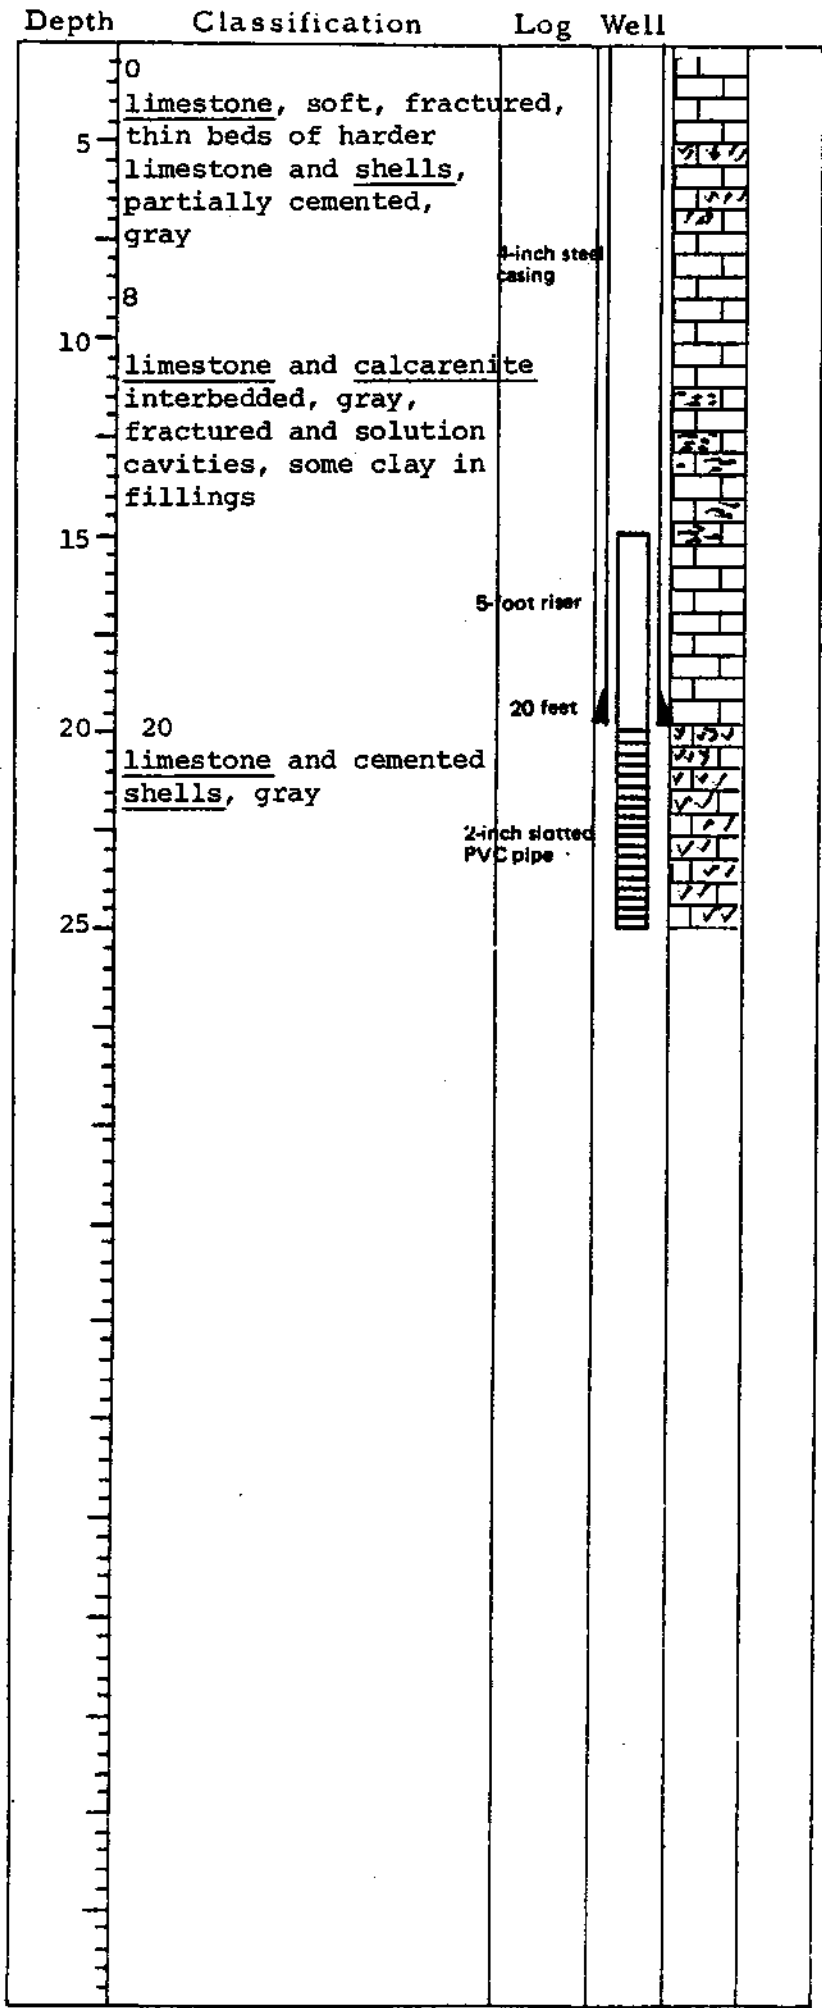 Depth Classification Log Well
0
limestone, soft, fractured,
5 thin beds of harder
limestone and shells,
partially cemented,
gray
4-inch steel
casing
8
10
limestone and calcarenite
interbedded, gray,
fractured and solution
cavities, some clay in
fillings
15
5-foot riser
20 feet
20 20
limestone and cemented
shells, gray
2-inch slotted
PVC pipe
25